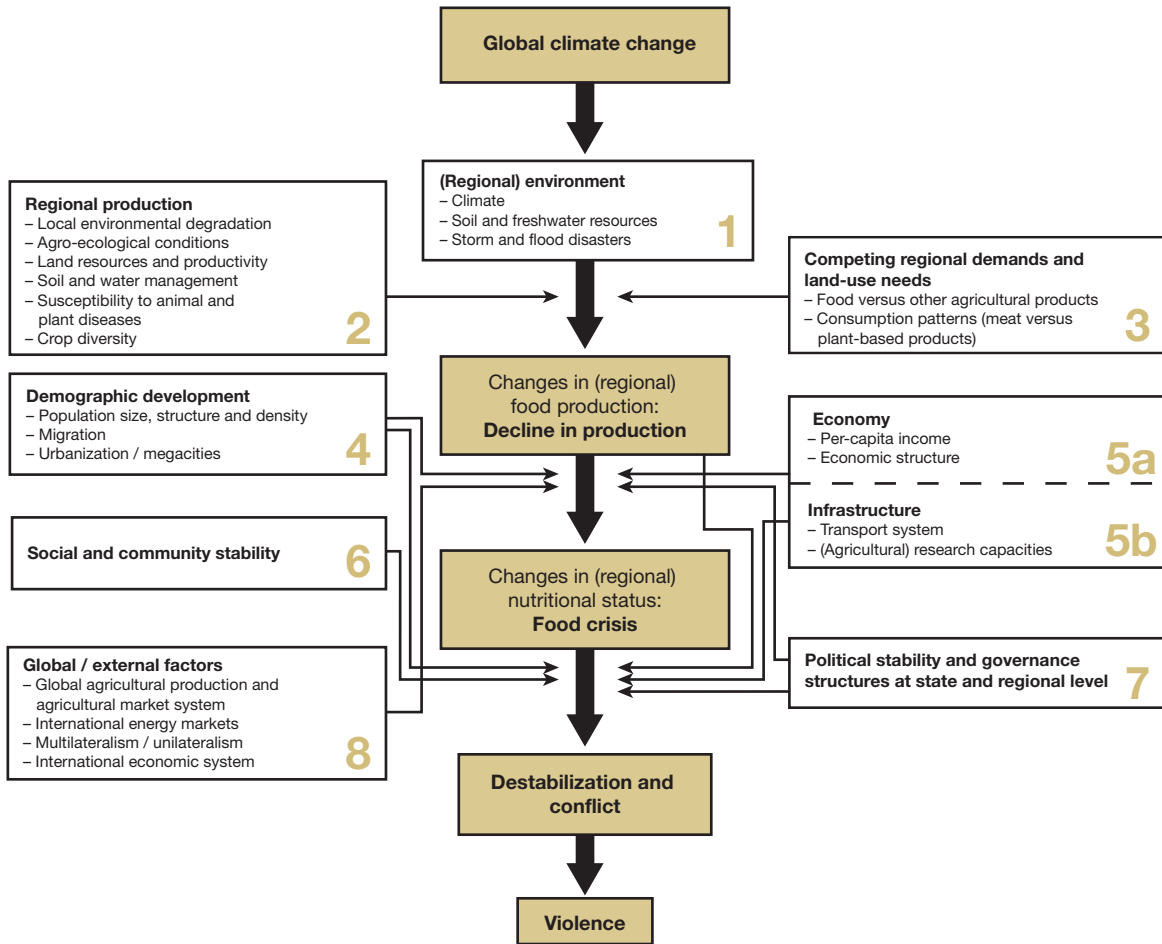 Global climate change
(Regional) environment
– Climate
– Soil and freshwater resources
– Storm and flood disasters
1
Regional production
– Local environmental degradation
– Agro-ecological conditions
– Land resources and productivity
– Soil and water management
– Susceptibility to animal and
plant diseases
– Crop diversity
2
Competing regional demands and
land-use needs
– Food versus other agricultural products
– Consumption patterns (meat versus
plant-based products)
3
Changes in (regional)
food production:
Decline in production
Demographic development
– Population size, structure and density
– Migration
– Urbanization / megacities
4
Economy
– Per-capita income
– Economic structure
5a
Infrastructure
– Transport system
– (Agricultural) research capacities
5b
Social and community stability
6
Changes in (regional)
nutritional status:
Food crisis
Political stability and governance
structures at state and regional level
7
Global / external factors
– Global agricultural production and
agricultural market system
– International energy markets
– Multilateralism / unilateralism
– International economic system
8
Destabilization and
conflict
Violence